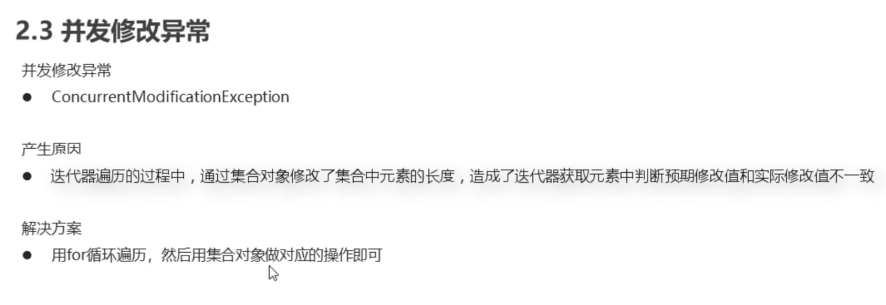 2.3 并发修改异常
并发修改异常
● ConcurrentModificationException
产生原因
● 迭代器遍历的过程中，通过集合对象修改了集合中元素的长度，造成了迭代器获取元素中判断预期修改值和实际修改值不一致
解决方案
● 用for循环遍历，然后用集合对象做对应的操作即可